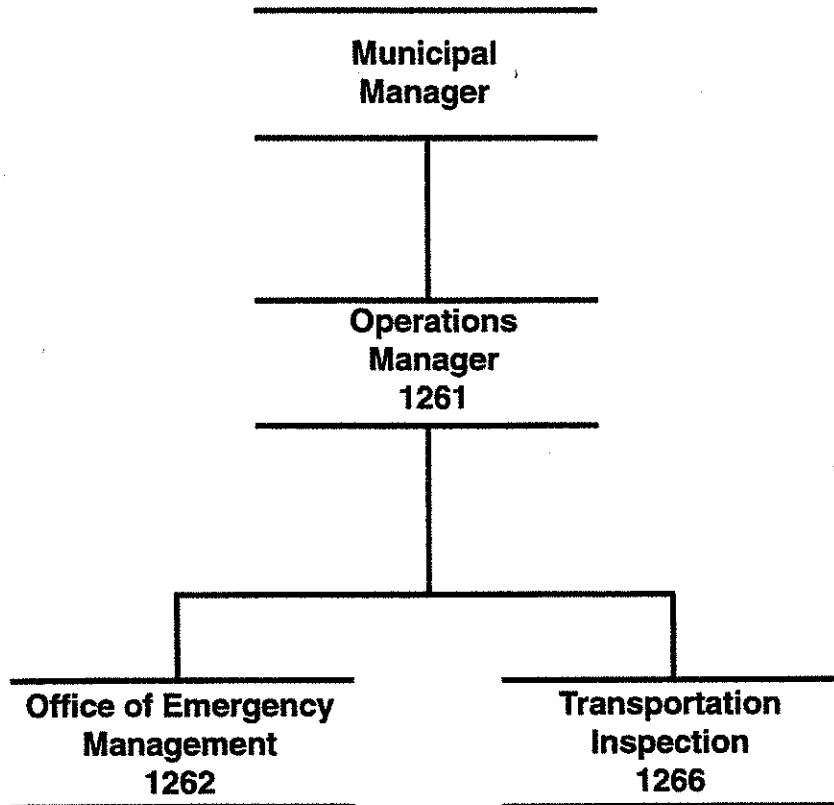 Municipal
Manager
Operations
Manager
1261
Office of Emergency
Management
1262
Transportation
Inspection
1266